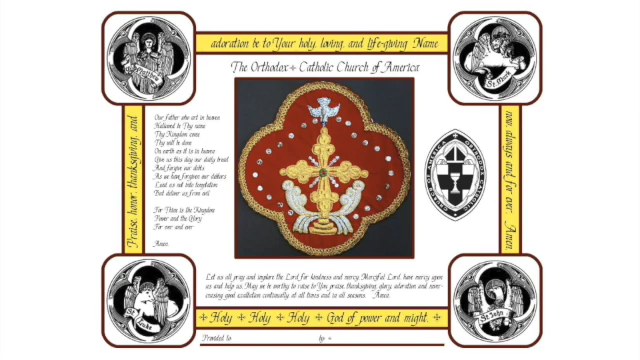 adoration be to Your holy, loving, and life-giving Name
The Orthodox + Catholic Church of America
Praise, honor, thanksgiving, and
now, always and for ever. Amen.
Our Father who art in heaven
Hallowed be Thy name
Thy Kingdom come
Thy will be done
On earth as it is in heaven
Give us this day our daily bread
And forgive our debts
As we have forgiven our debtors
Lead us not into temptation
But deliver us from evil
For Thine is the Kingdom
Power and the Glory
For ever and ever
Amen.
St. Mark
St. Luke
St. John
Let us all pray and implore the Lord for kindness and mercy. Merciful Lord, have mercy upon
us and help us. May we be worthy to raise to You praise, thanksgiving, glory, adoration and never-
ceasing good exaltation continually at all times and in all seasons. Amen.
+ Holy + Holy + Holy + God of power and might. +
Provided to by +